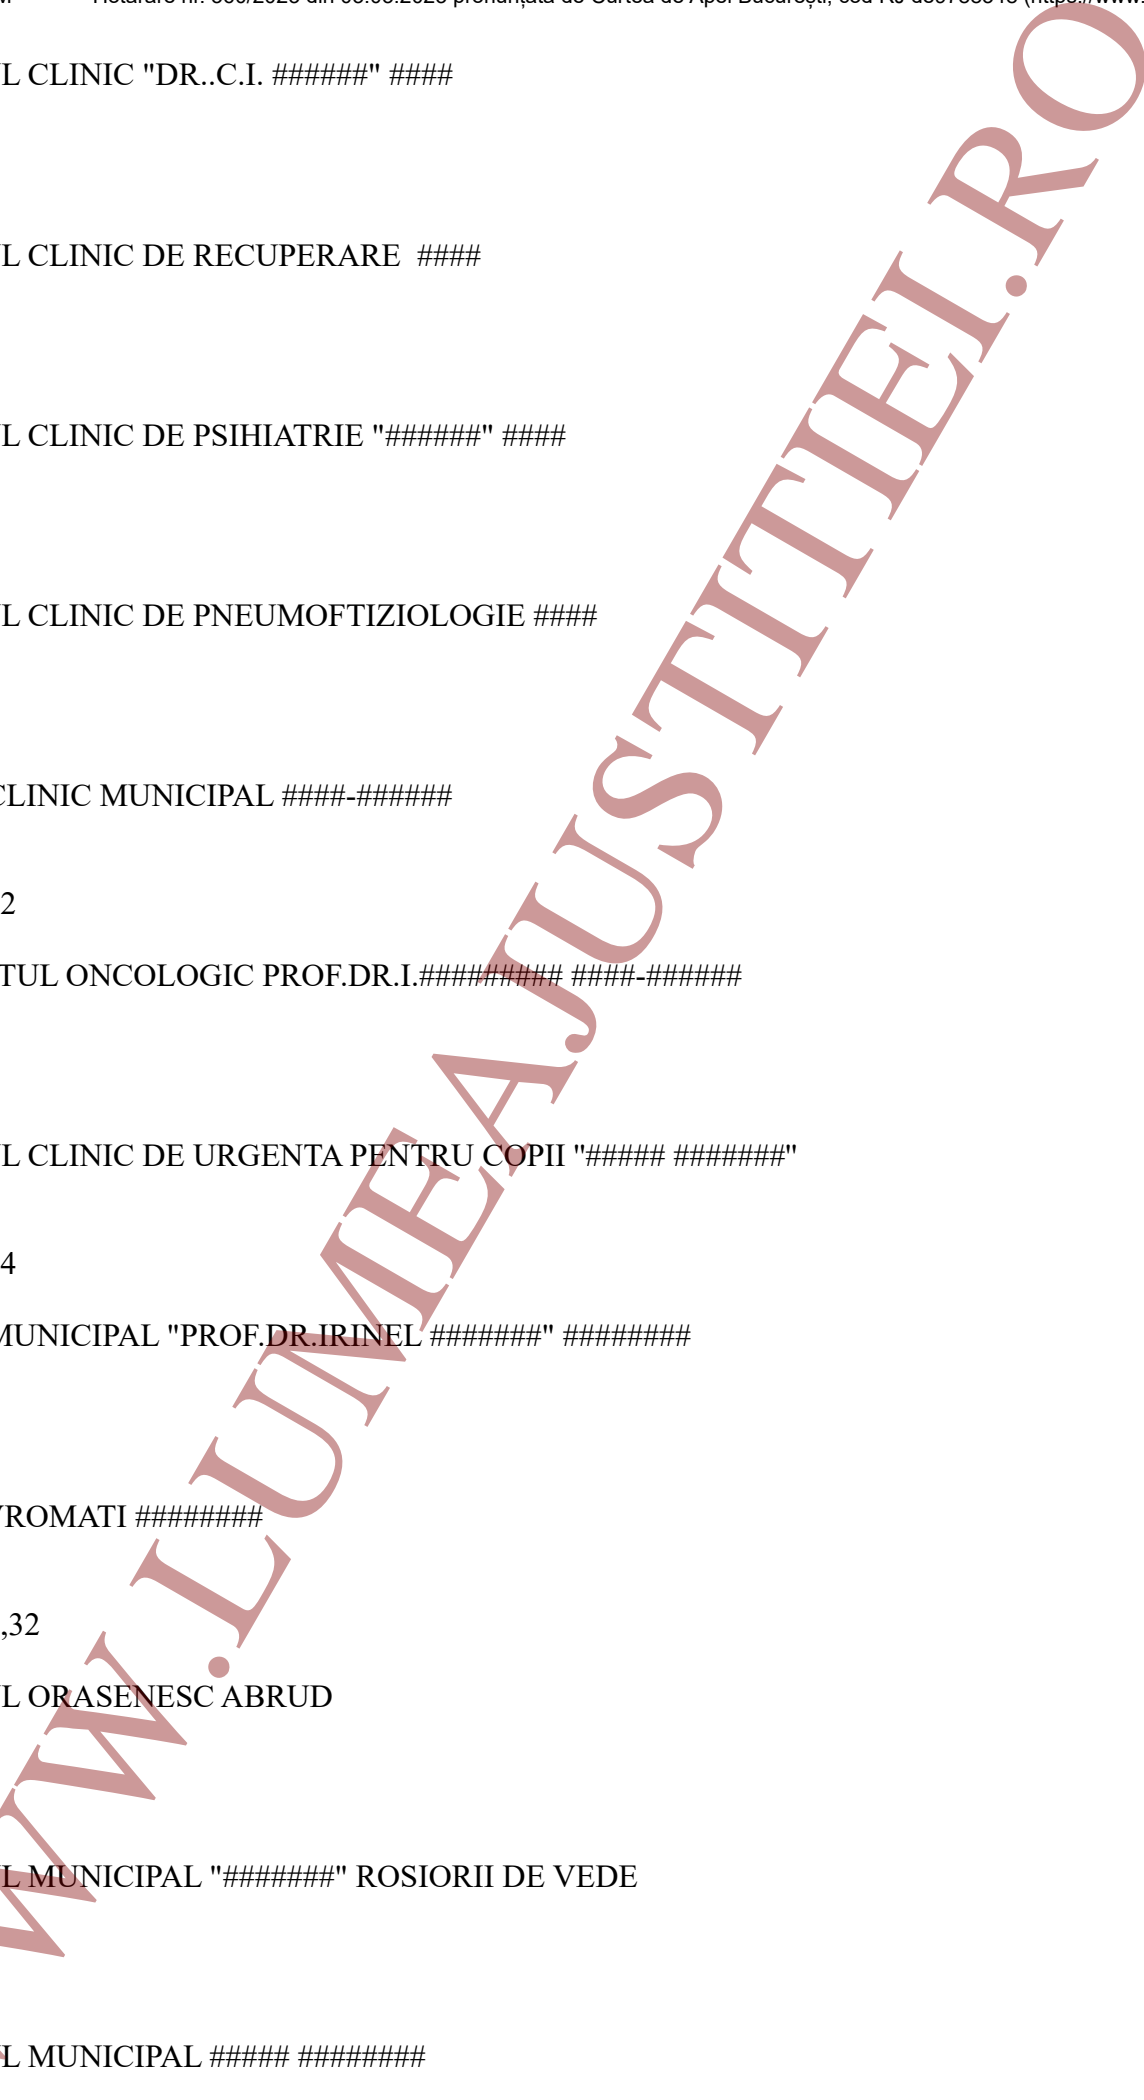 L CLINIC "DR..C.I. ######" ####
L CLINIC DE RECUPERARE ####
L CLINIC DE PSIHIATRIE "######" ####
L CLINIC DE PNEUMOFTIZIOLOGIE ####
CLINIC MUNICIPAL ####-######
2
TUL ONCOLOGIC PROF.DR.I.######### ####-######
L CLINIC DE URGENTA PENTRU COPII "##### #######"
4
MUNICIPAL "PROF.DR.IRINEL #######" ########
ROMATI ########
,32
L ORASENESC ABRUD
L MUNICIPAL "#######" ROSIORII DE VEDE
L MUNICIPAL ##### ########
WW.LUMEAJUSTITIEI.RO